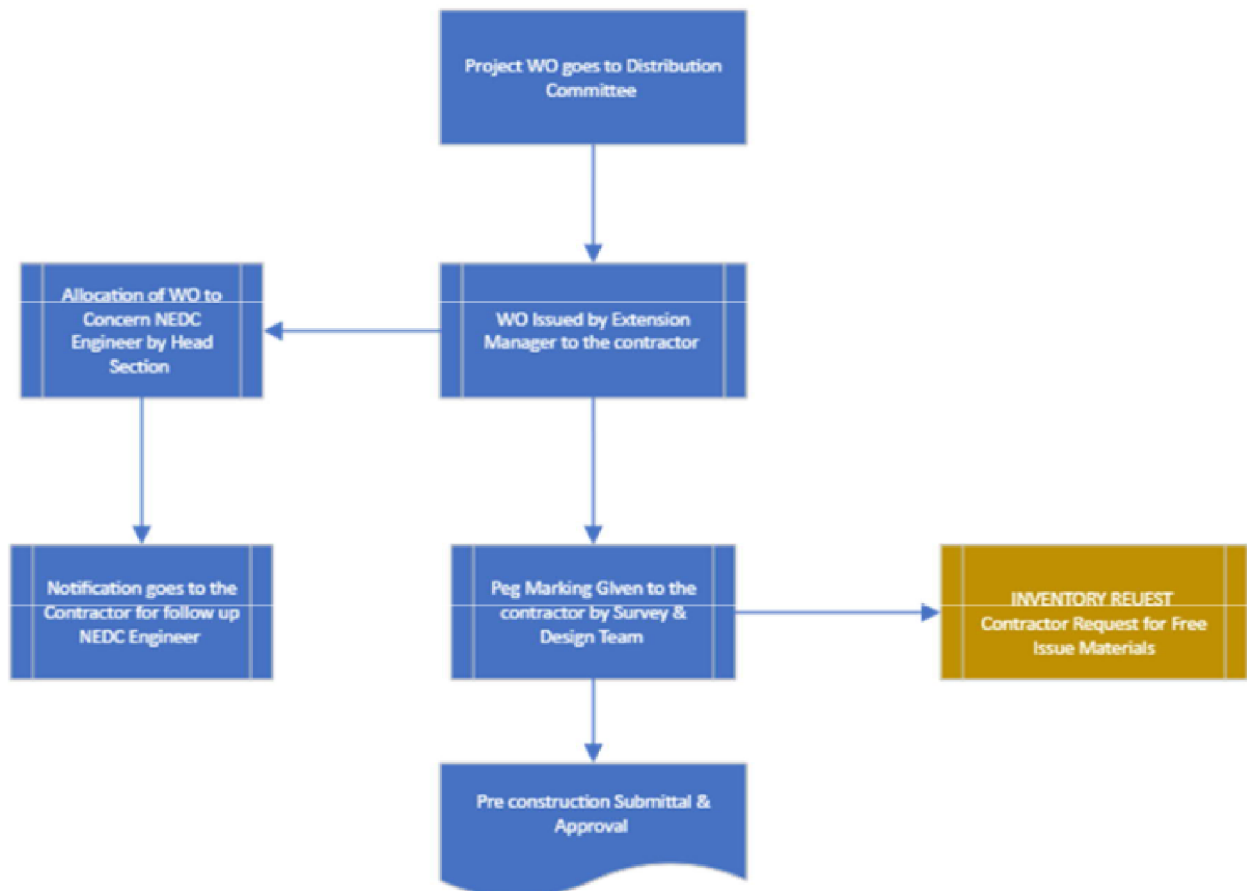 Project WO goes to Distribution
Committee
Allocation of WO to
Concern NEDC
Engineer by Head
Section
WO Issued by Extension
Manager to the contractor
Notification goes to the
Contractor for follow up
NEDC Engineer
Peg Marking GIven to the
contractor by Survey &
Design Team
INVENTORY REUEST
Contractor Request for Free
Issue Materials
Pre construction Submittal &
Approval